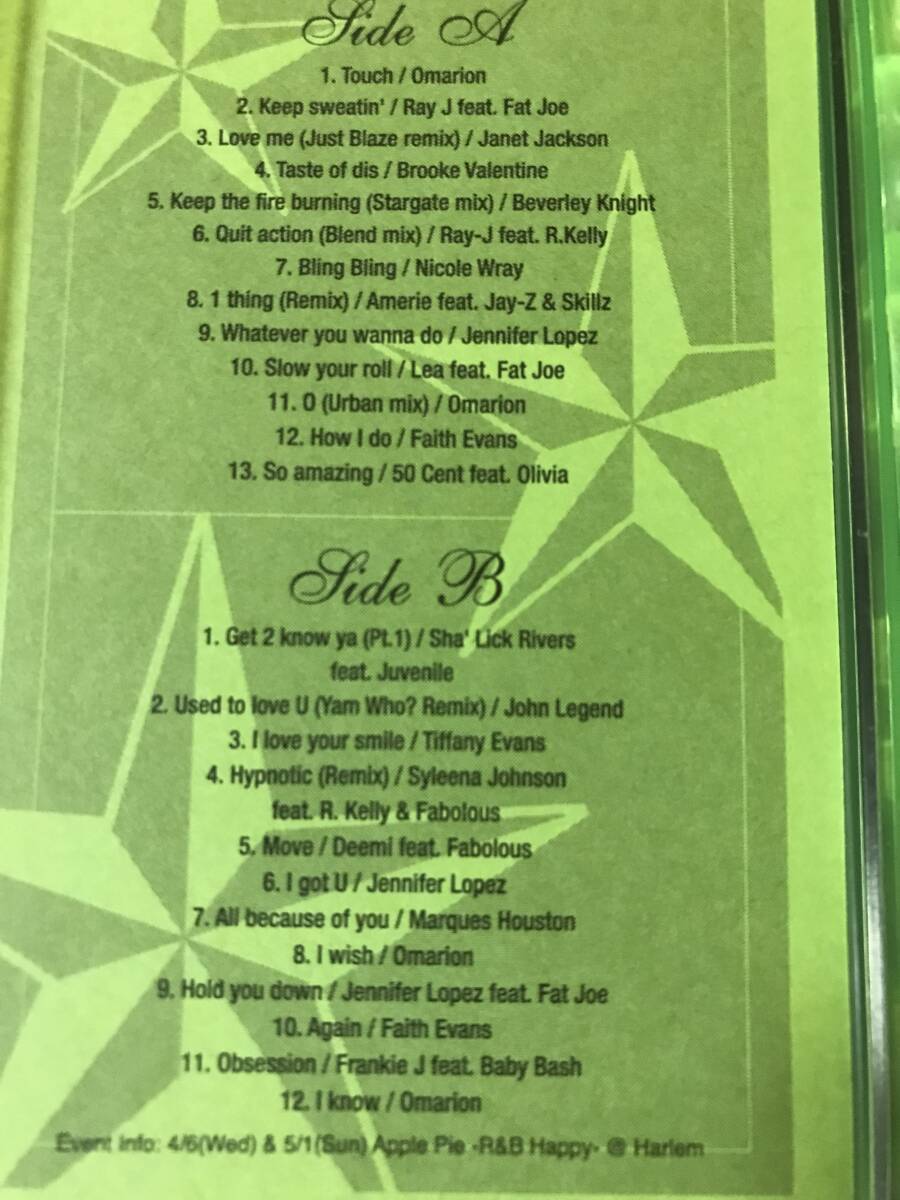 Side A
1. Touch / Omarion
2. Keep sweatin' / Ray J feat. Fat Joe
3. Love me (Just Blaze remix) / Janet Jackson
4. Taste of dis / Brooke Valentine
5. Keep the fire burning (Stargate mix) / Beverley Knight
6. Quit action (Blend mix) / Ray-J feat. R.Kelly
7. Bling Bling / Nicole Wray
8. 1 thing (Remix) / Amerie feat. Jay-Z & Skillz
9. Whatever you wanna do / Jennifer Lopez
10. Slow your roll / Lea feat. Fat Joe
11. O (Urban mix) / Omarion
12. How I do / Faith Evans
13. So amazing / 50 Cent feat. Olivia
Side B
1. Get 2 know ya (Pt.1) / Sha' Lick Rivers
feat. Juvenile
2. Used to love U (Yam Who? Remix) / John Legend
3. I love your smile / Tiffany Evans
4. Hypnotic (Remix) / Syleena Johnson
feat. R. Kelly & Fabolous
5. Move / Deemi feat. Fabolous
6. I got U / Jennifer Lopez
7. All because of you / Marques Houston
8. I wish / Omarion
9. Hold you down / Jennifer Lopez feat. Fat Joe
10. Again / Faith Evans
11. Obsession / Frankie J feat. Baby Bash
12. I know / Omarion
Event info: 4/6(Wed) & 5/1(Sun) Apple Pie -R&B Happy- @ Harlem